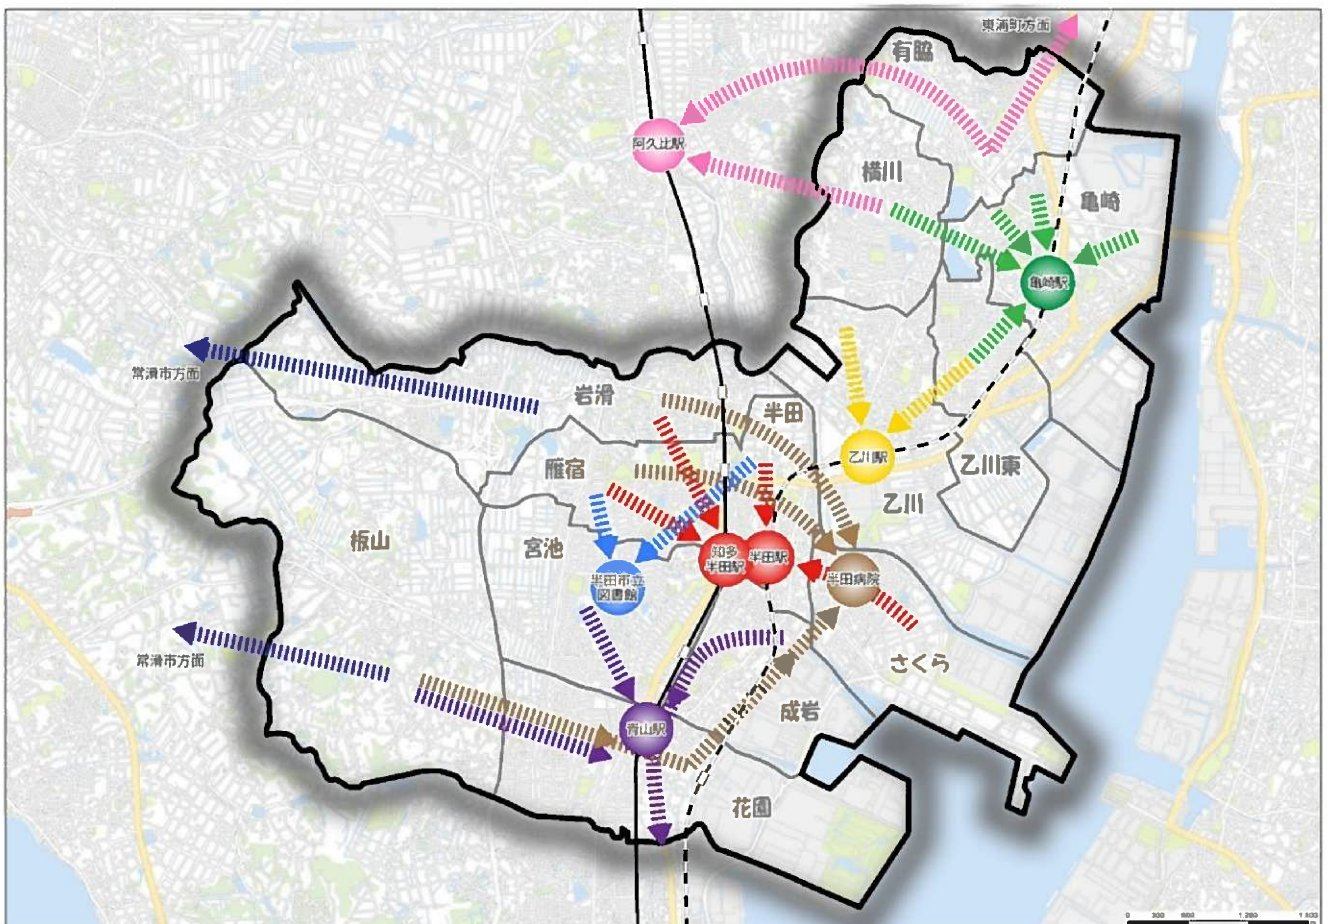 東浦町方面
有脇
阿久比駅
横川
亀崎
亀崎駅
常滑市方面
岩滑
半田
乙川駅
乙川東
雁宿
乙川
板山
宮池
知多
半田駅
半田駅
半田病院
半田市立
図書館
常滑市方面
さくら
成岩
青山駅
花園